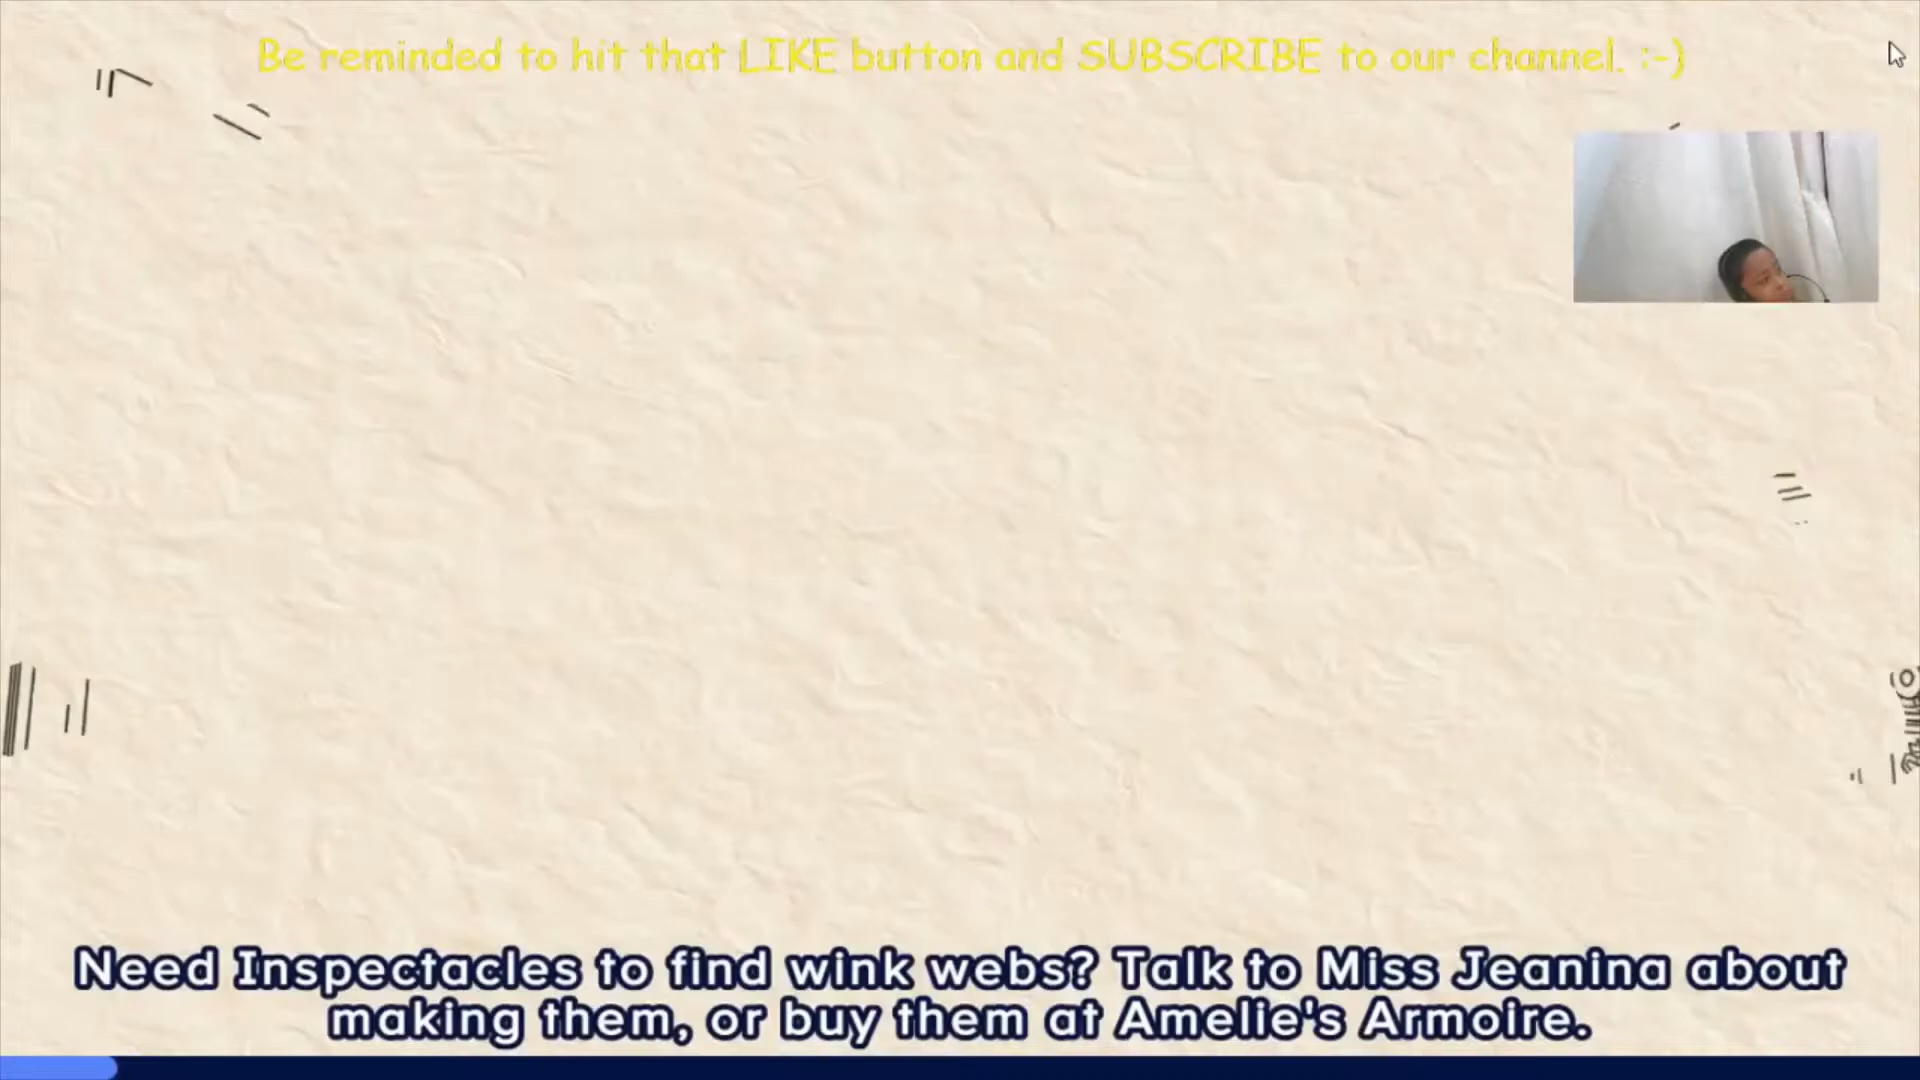 Be reminded to hit that LIKE button and SUBSCRIBE to our channel. :-)
Need Inspectacles to find wink webs? Talk to Miss Jeanina about
making them, or buy them at Amelie's Armoire.